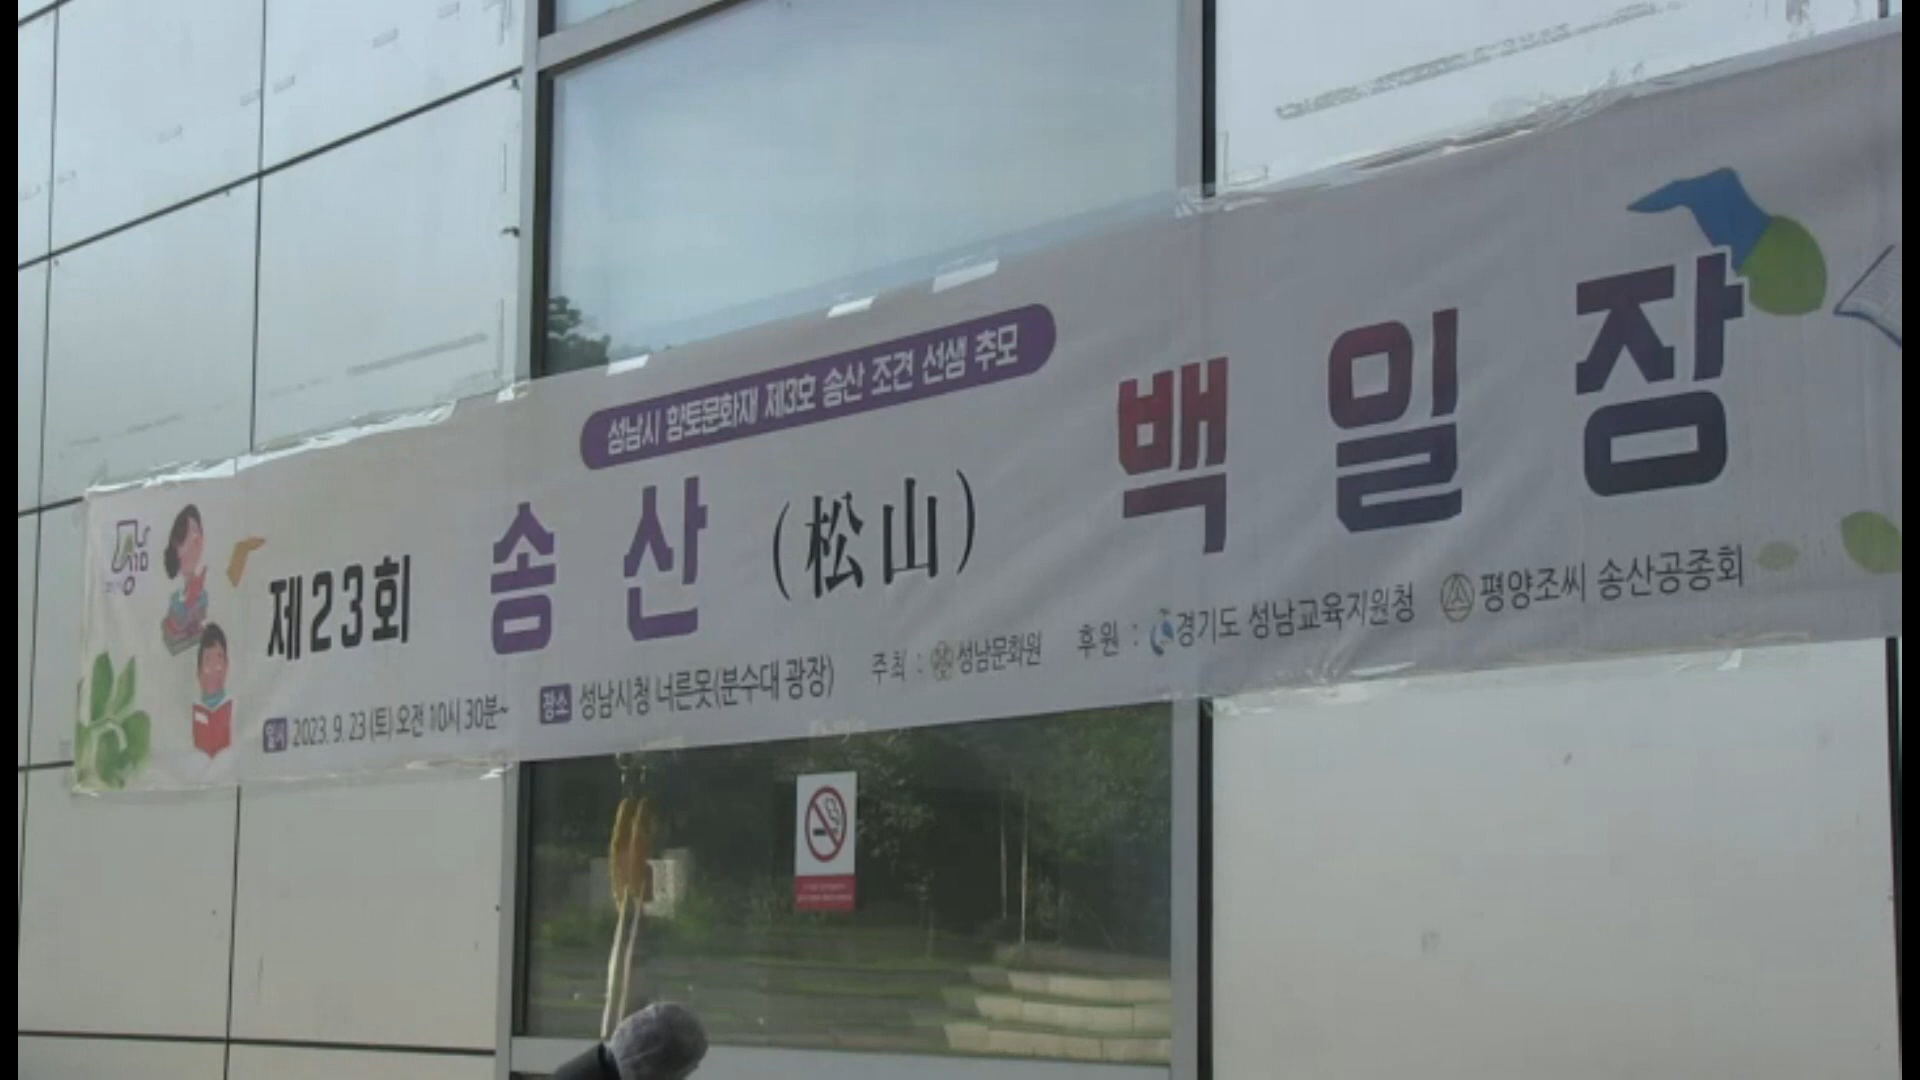 성남시 향토문화재 제3호 송산 조견 선생 추모
성남
제23회 송산 (松山) 백일장
일시 2023. 9. 23 (토) 오전 10시 30분~ 장소 성남시청 너른못(분수대 광장) 주최 : 성남문화원 후원 : 경기도 성남교육지원청 평양조씨 송산공종회